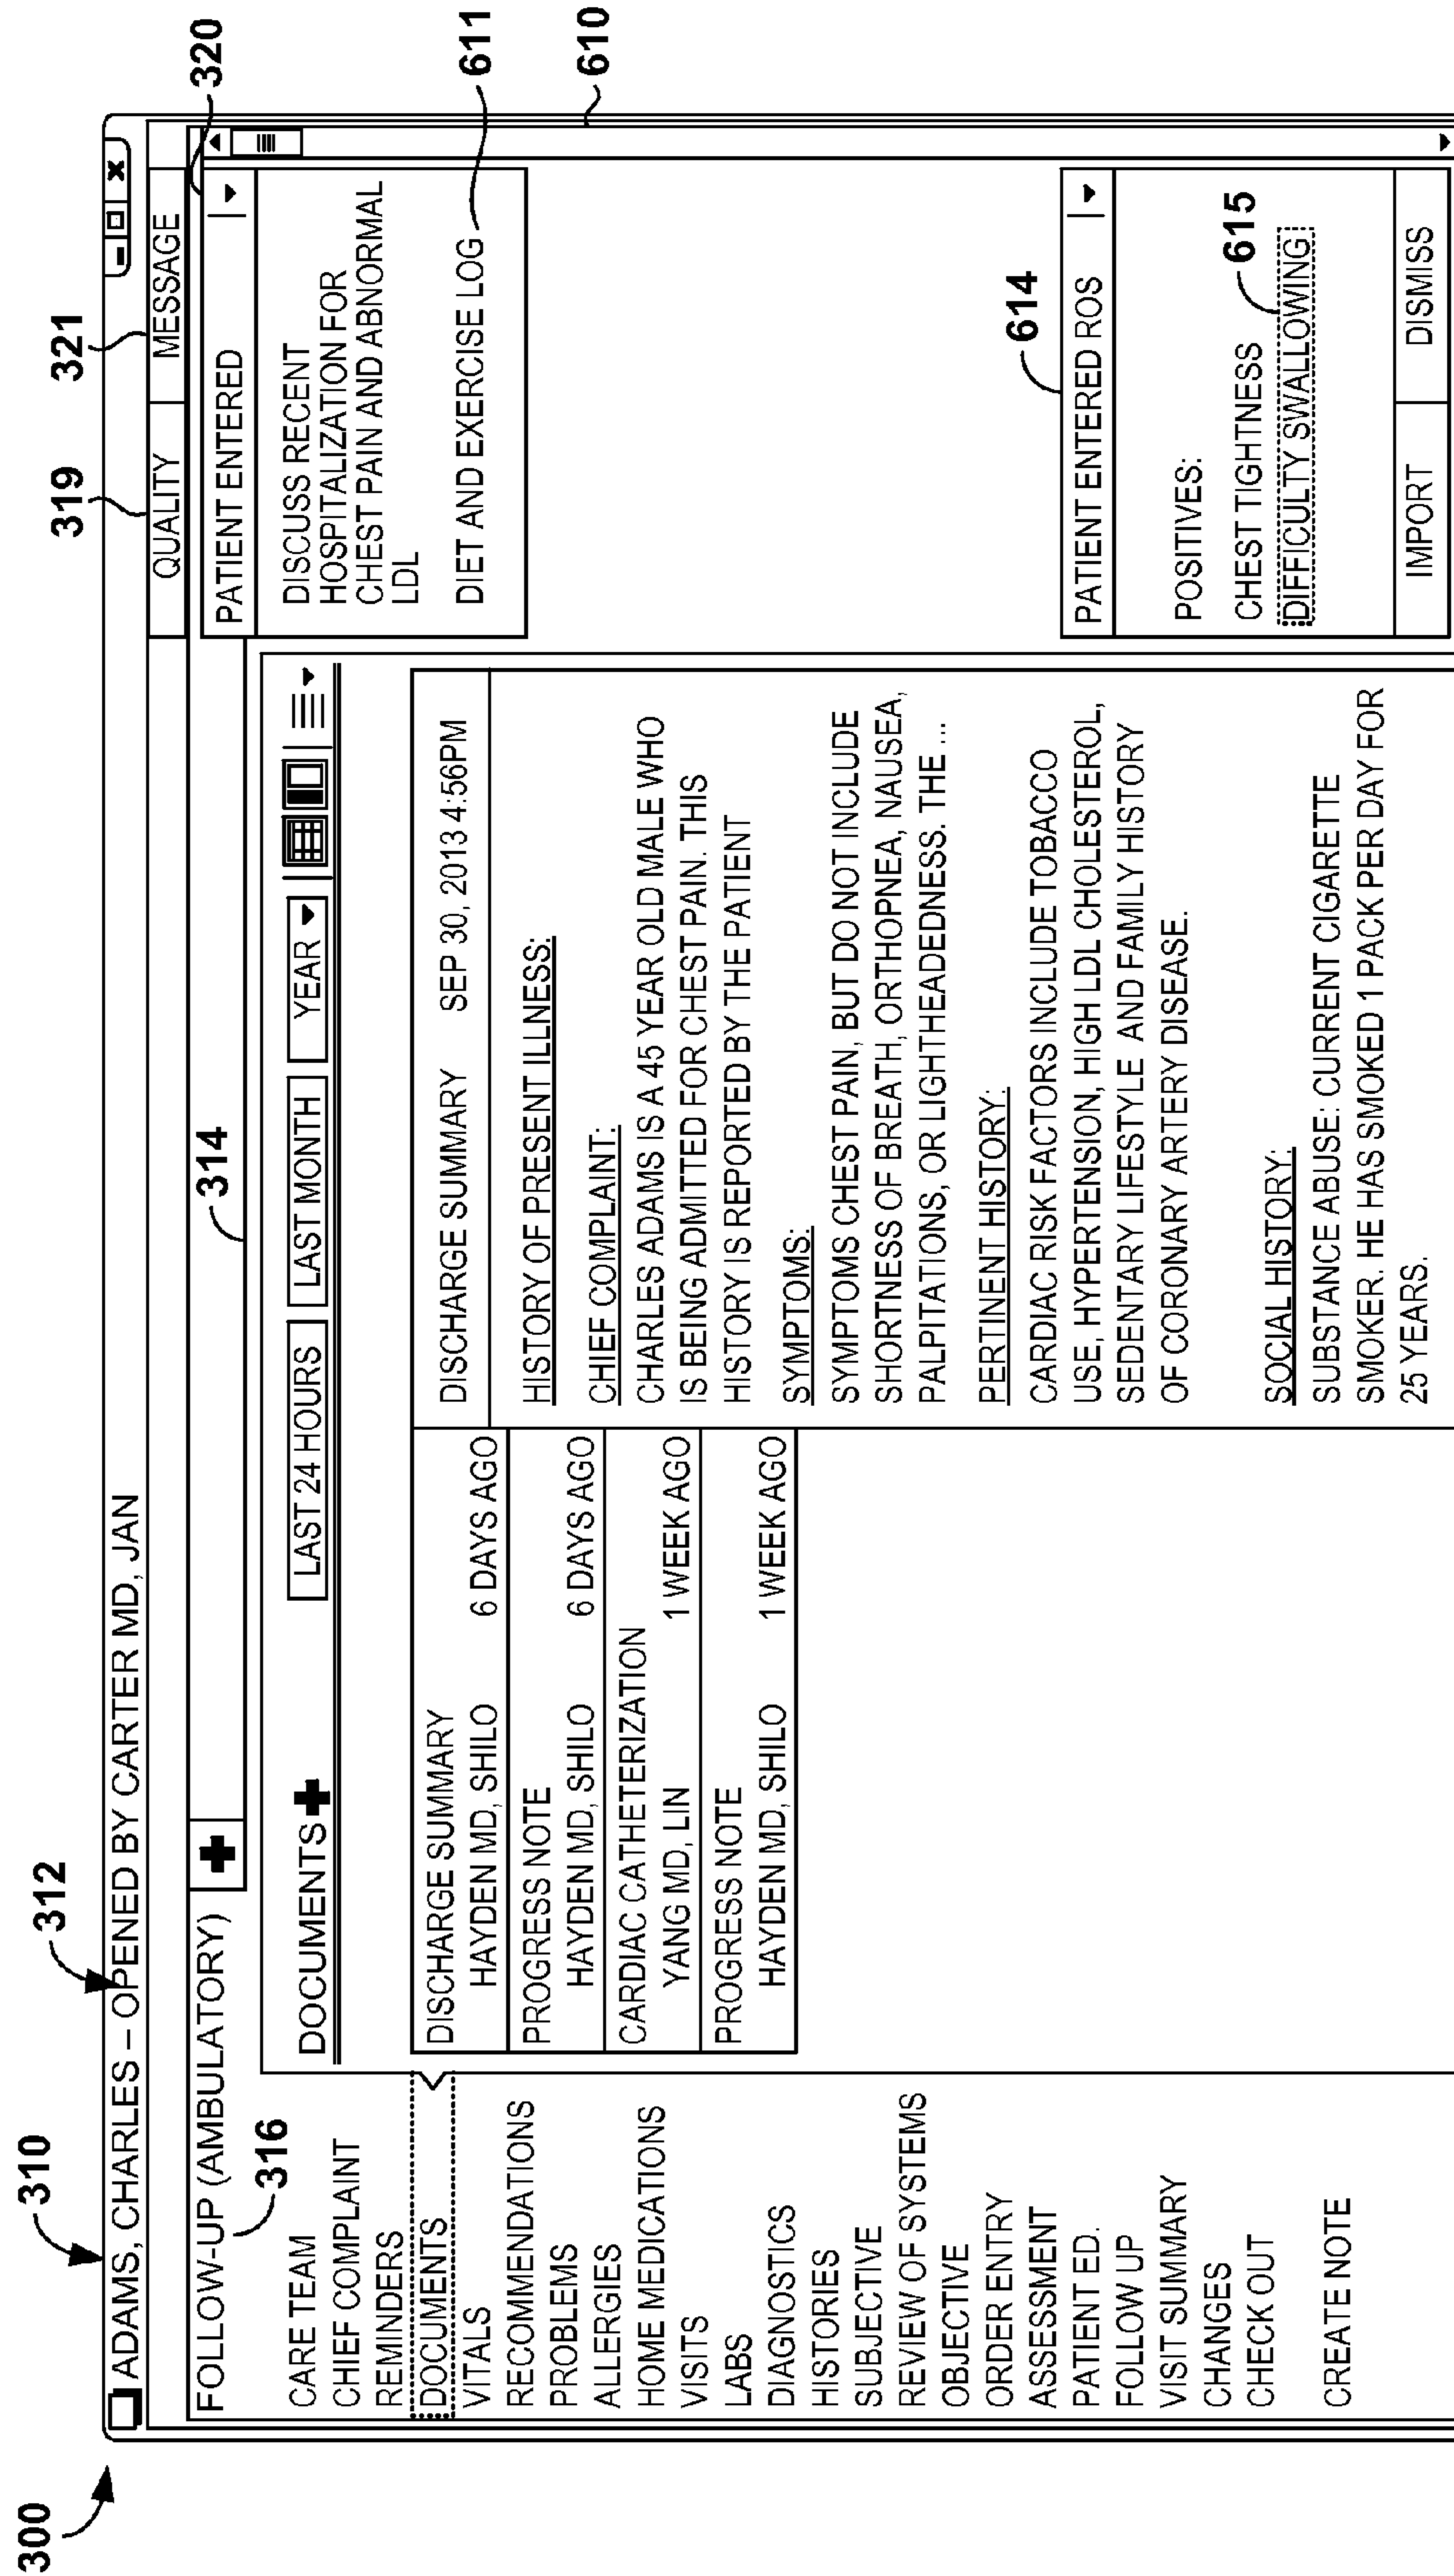 300
310
312
ADAMS, CHARLES – OPENED BY CARTER MD, JAN
319
321
QUALITY
MESSAGE
FOLLOW-UP (AMBULATORY)
316
314
320
CARE TEAM
CHIEF COMPLAINT
REMINDERS
DOCUMENTS
VITALS
RECOMMENDATIONS
PROBLEMS
ALLERGIES
HOME MEDICATIONS
VISITS
LABS
DIAGNOSTICS
HISTORIES
SUBJECTIVE
REVIEW OF SYSTEMS
OBJECTIVE
ORDER ENTRY
ASSESSMENT
PATIENT ED.
FOLLOW UP
VISIT SUMMARY
CHANGES
CHECK OUT
CREATE NOTE
DOCUMENTS
LAST 24 HOURS
LAST MONTH
YEAR
DISCHARGE SUMMARY
HAYDEN MD, SHILO 6 DAYS AGO
PROGRESS NOTE
HAYDEN MD, SHILO 6 DAYS AGO
CARDIAC CATHETERIZATION
YANG MD, LIN 1 WEEK AGO
PROGRESS NOTE
HAYDEN MD, SHILO 1 WEEK AGO
DISCHARGE SUMMARY SEP 30, 2013 4:56PM
HISTORY OF PRESENT ILLNESS:
CHIEF COMPLAINT:
CHARLES ADAMS IS A 45 YEAR OLD MALE WHO
IS BEING ADMITTED FOR CHEST PAIN. THIS
HISTORY IS REPORTED BY THE PATIENT
SYMPTOMS:
SYMPTOMS CHEST PAIN, BUT DO NOT INCLUDE
SHORTNESS OF BREATH, ORTHOPNEA, NAUSEA,
PALPITATIONS, OR LIGHTHEADEDNESS. THE ...
PERTINENT HISTORY:
CARDIAC RISK FACTORS INCLUDE TOBACCO
USE, HYPERTENSION, HIGH LDL CHOLESTEROL,
SEDENTARY LIFESTYLE AND FAMILY HISTORY
OF CORONARY ARTERY DISEASE.
SOCIAL HISTORY:
SUBSTANCE ABUSE: CURRENT CIGARETTE
SMOKER. HE HAS SMOKED 1 PACK PER DAY FOR
25 YEARS.
PATIENT ENTERED
DISCUSS RECENT
HOSPITALIZATION FOR
CHEST PAIN AND ABNORMAL
LDL
DIET AND EXERCISE LOG
611
610
614
PATIENT ENTERED ROS
POSITIVES:
CHEST TIGHTNESS
615
DIFFICULTY SWALLOWING
IMPORT
DISMISS